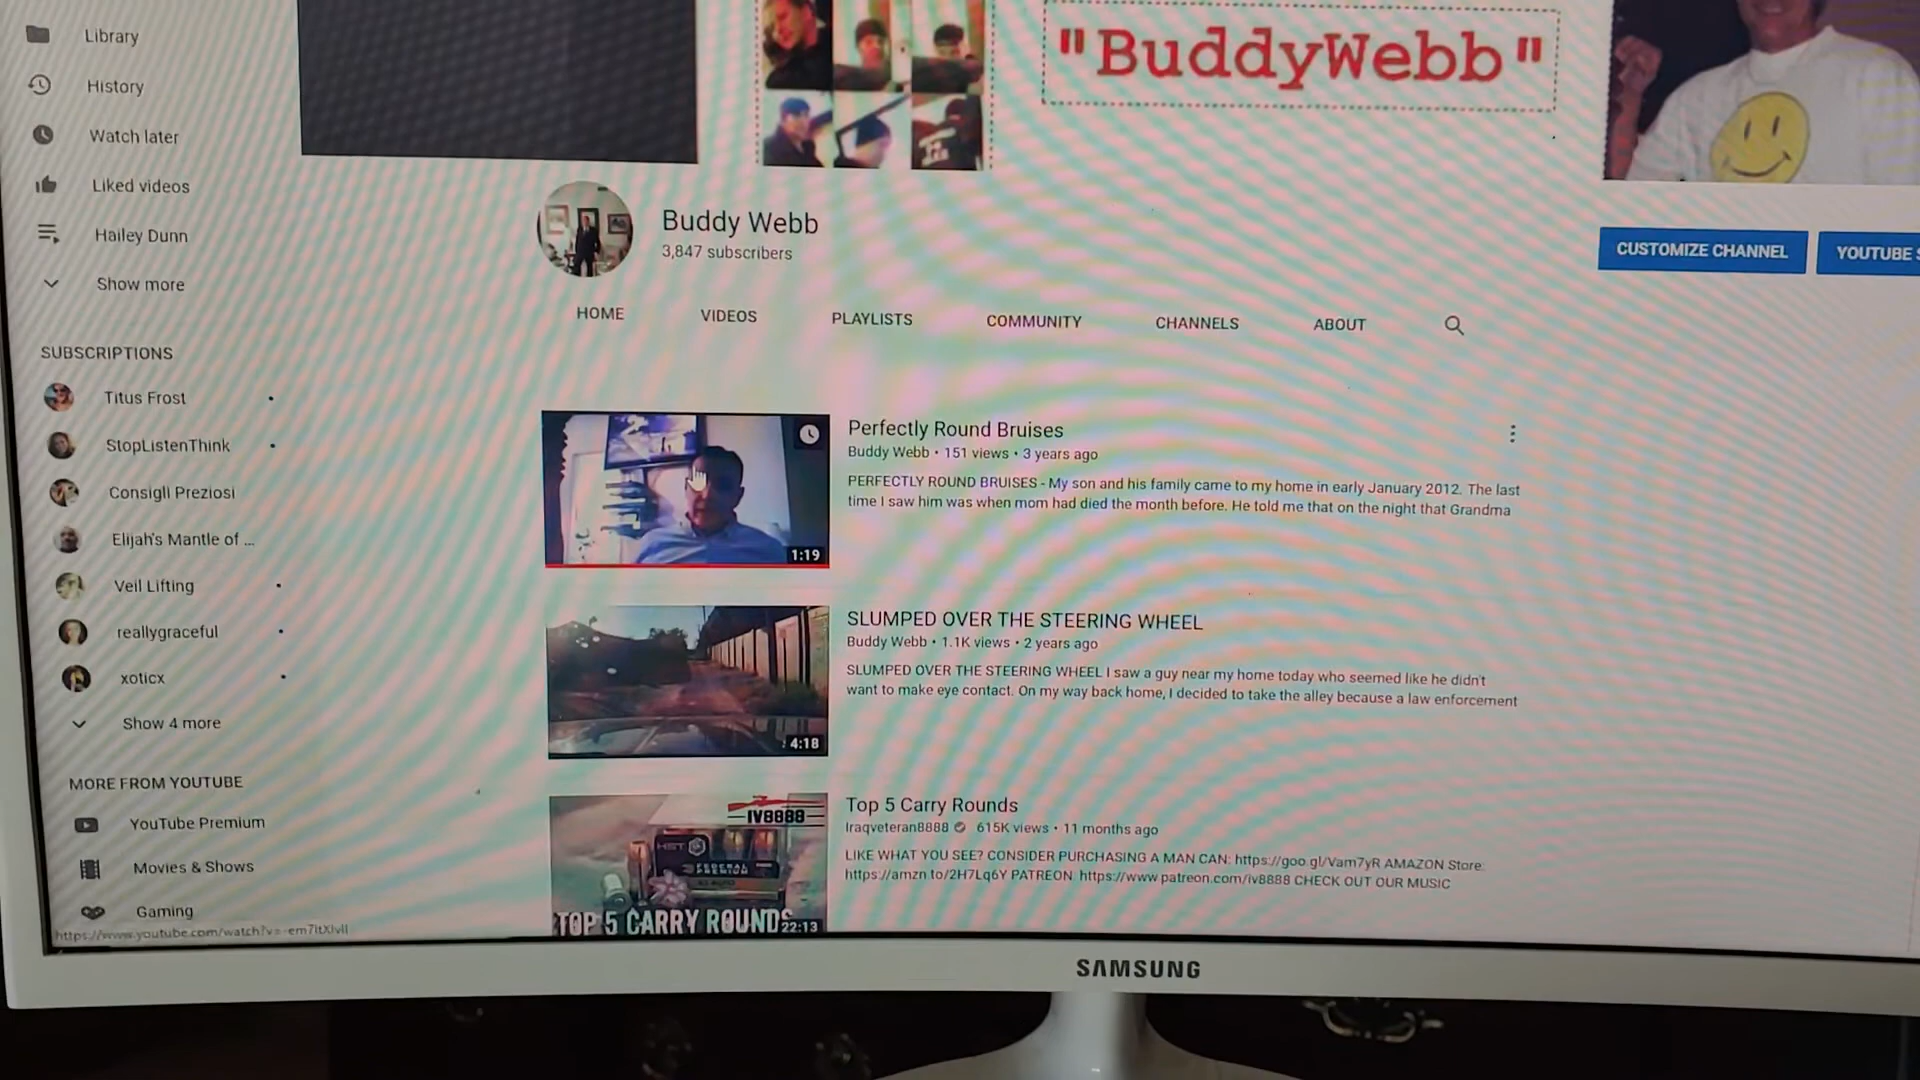 "BuddyWebb"
Library
History
Watch later
Liked videos
Hailey Dunn
Show more
SUBSCRIPTIONS
Titus Frost
StopListenThink
Consigli Preziosi
Elijah's Mantle of ...
Veil Lifting
reallygraceful
xoticx
Show 4 more
MORE FROM YOUTUBE
YouTube Premium
Movies & Shows
Gaming
Buddy Webb
3,847 subscribers
CUSTOMIZE CHANNEL
YOUTUBE
HOME VIDEOS PLAYLISTS COMMUNITY CHANNELS ABOUT
1:19
Perfectly Round Bruises
Buddy Webb • 151 views • 3 years ago
PERFECTLY ROUND BRUISES - My son and his family came to my home in early January 2012. The last
time I saw him was when mom had died the month before. He told me that on the night that Grandma
4:18
SLUMPED OVER THE STEERING WHEEL
Buddy Webb • 1.1K views • 2 years ago
SLUMPED OVER THE STEERING WHEEL I saw a guy near my home today who seemed like he didn't
want to make eye contact. On my way back home, I decided to take the alley because a law enforcement
IV8888
HST
FEDERAL
PREMIUM
TOP 5 CARRY ROUNDS
22:13
Top 5 Carry Rounds
Iraqveteran8888 615K views • 11 months ago
LIKE WHAT YOU SEE? CONSIDER PURCHASING A MAN CAN: https://goo.gl/Vam7yR AMAZON Store:
https://amzn.to/2H7Lq6Y PATREON: https://www.patreon.com/iv8888 CHECK OUT OUR MUSIC
SAMSUNG